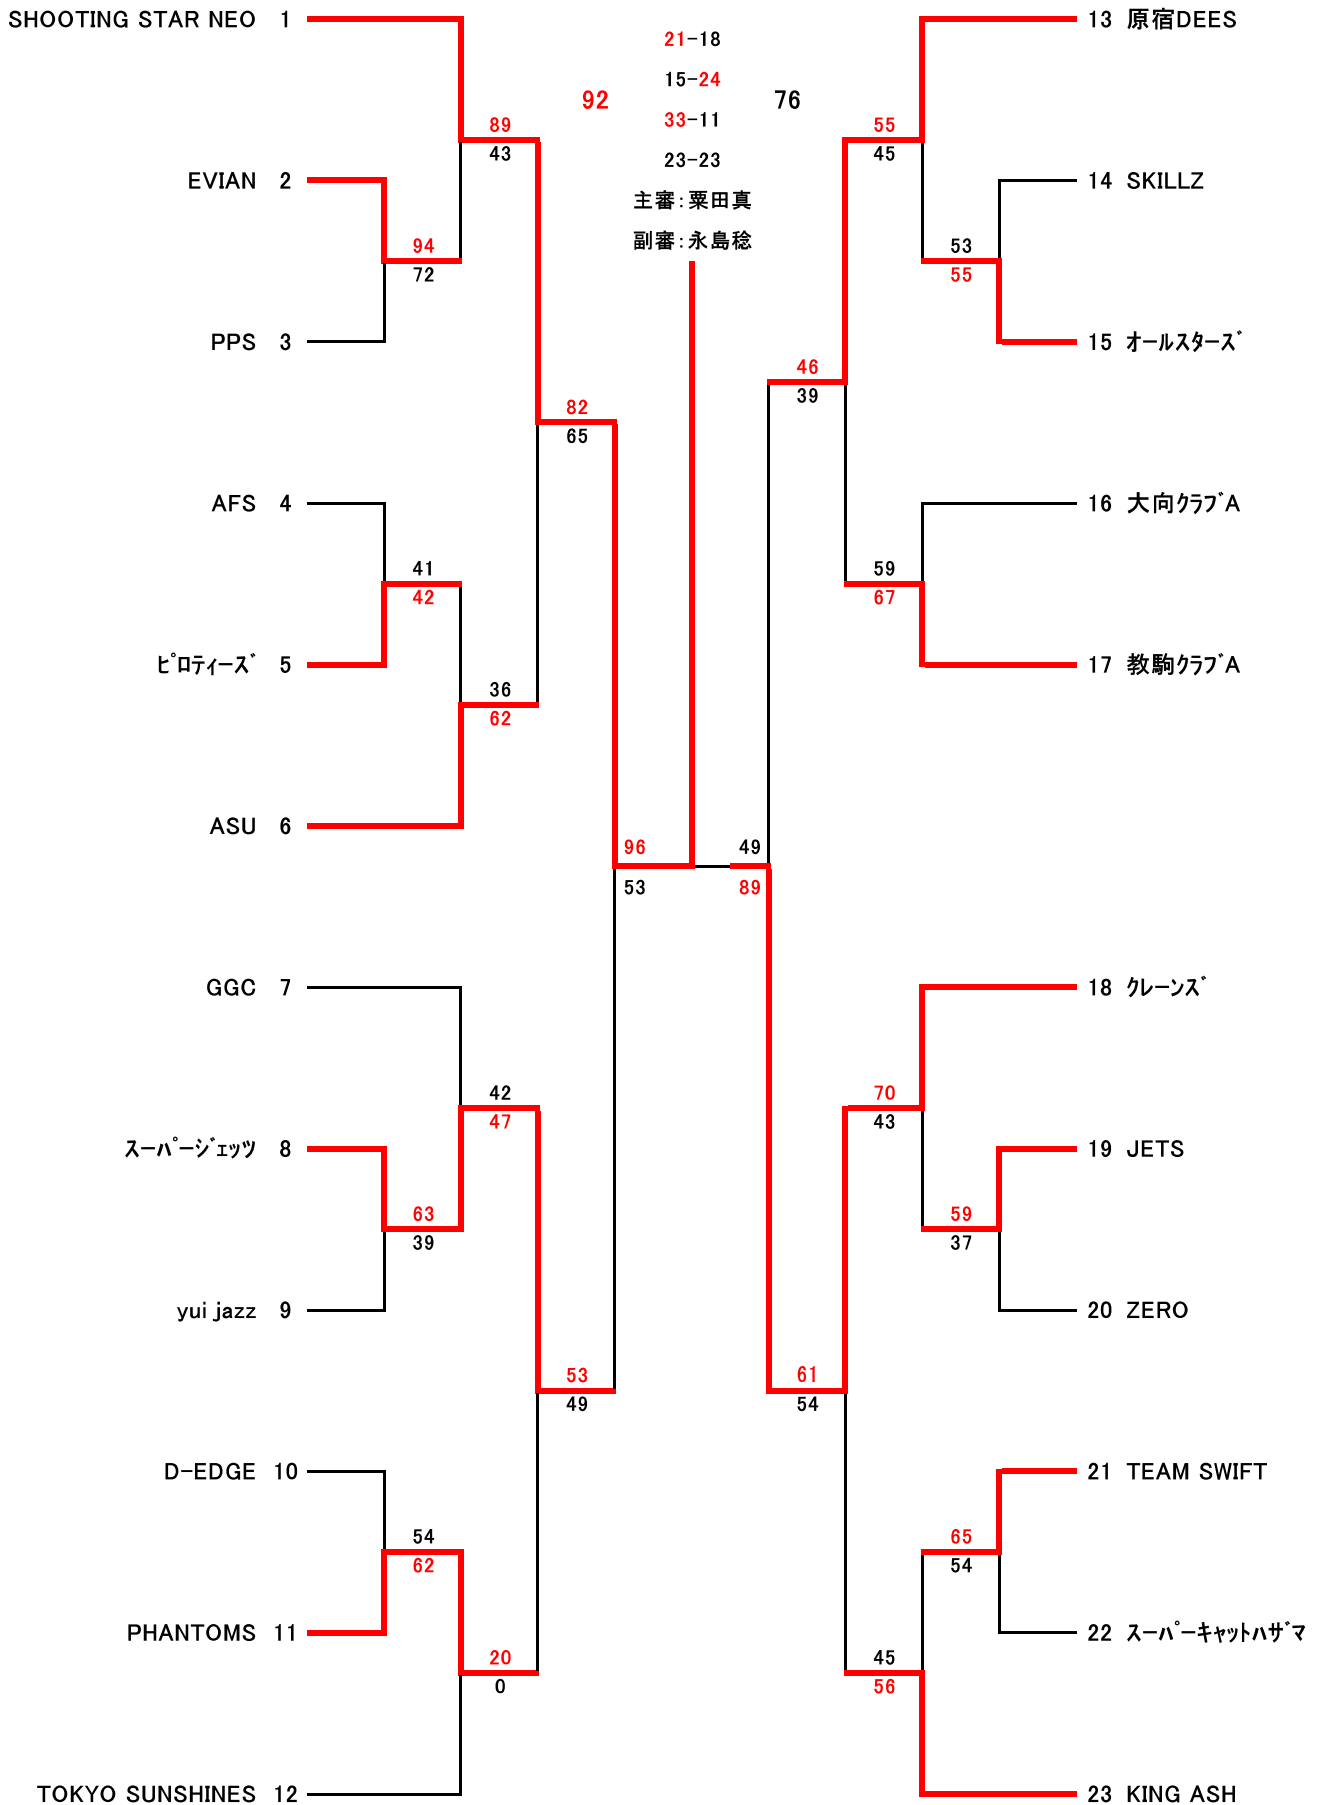 SHOOTING STAR NEO 1
21-18
13 原宿DEES
15-24
92
76
33-11
89
43
55
45
23-23
EVIAN 2
主審:粟田真
14 SKILLZ
副審:永島稔
94
72
53
55
PPS 3
15 ｵｰﾙｽﾀｰｽﾞ
46
39
82
65
AFS 4
16 大向ｸﾗﾌﾞA
41
42
59
67
ﾋﾟﾛﾃｨｰｽﾞ 5
17 教駒ｸﾗﾌﾞA
36
62
ASU 6
96
53
49
89
GGC 7
18 ｸﾚｰﾝｽﾞ
42
47
70
43
ｽｰﾊﾟｰｼﾞｪｯﾂ 8
19 JETS
63
39
59
37
yui jazz 9
20 ZERO
53
49
61
54
D-EDGE 10
21 TEAM SWIFT
54
62
65
54
PHANTOMS 11
22 ｽｰﾊﾟｰｷｬｯﾄﾊｻﾞﾏ
20
0
45
56
TOKYO SUNSHINES 12
23 KING ASH